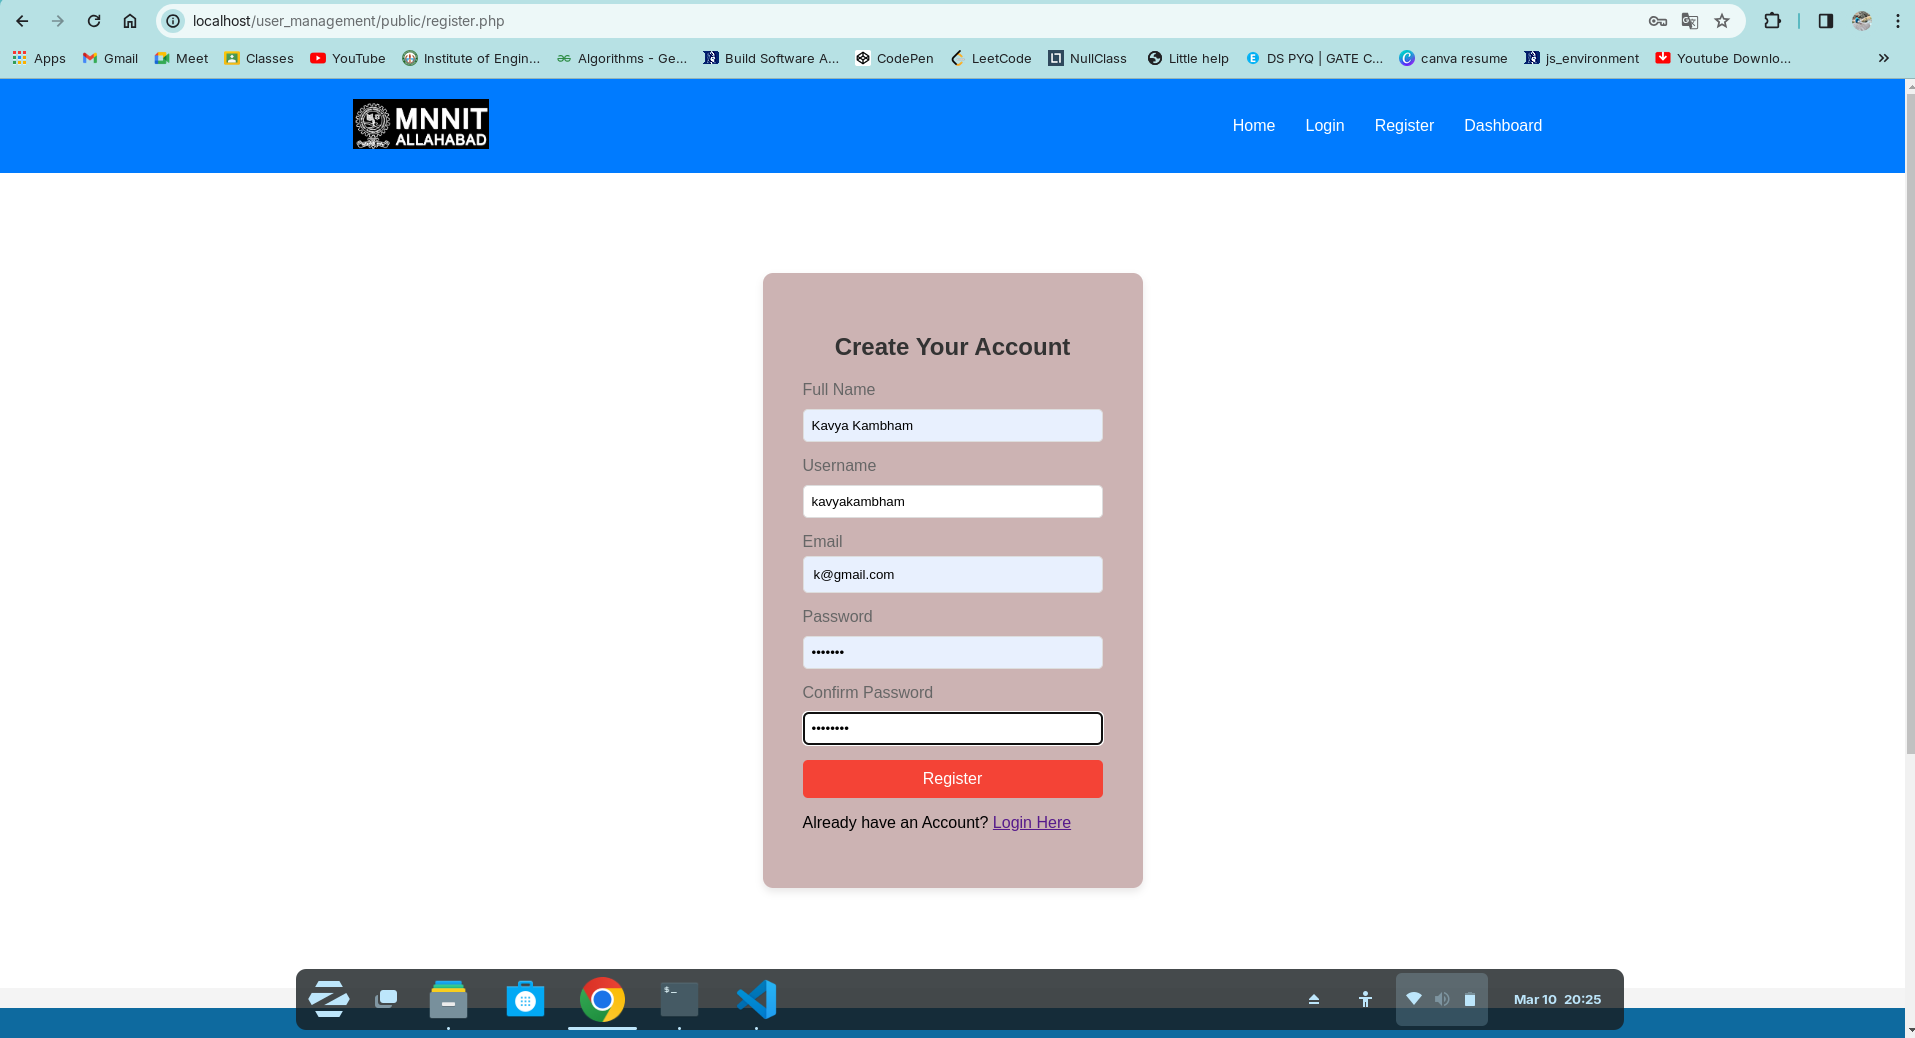 localhost/user_management/public/register.php
Apps Gmail Meet Classes YouTube Institute of Engin... Algorithms - Ge... Build Software A... CodePen LeetCode NullClass Little help DS PYQ | GATE C... canva resume js_environment Youtube Downlo...
MNNIT
ALLAHABAD
Home Login Register Dashboard
Create Your Account
Full Name
Kavya Kambham
Username
kavyakambham
Email
k@gmail.com
Password
•••••••
Confirm Password
••••••••
Register
Already have an Account? Login Here
Mar 10 20:25